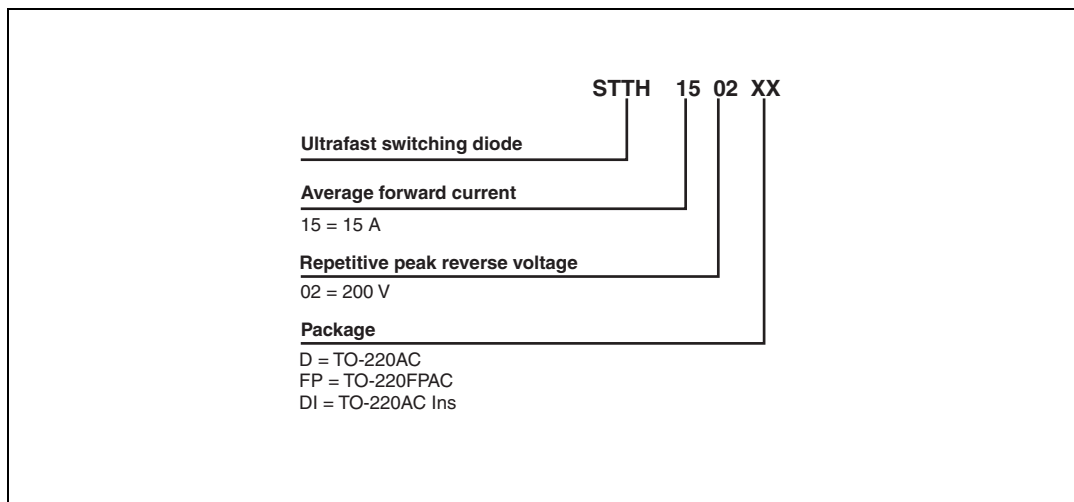 STTH 15 02 XX
Ultrafast switching diode
Average forward current
15 = 15 A
Repetitive peak reverse voltage
02 = 200 V
Package
D = TO-220AC
FP = TO-220FPAC
DI = TO-220AC Ins